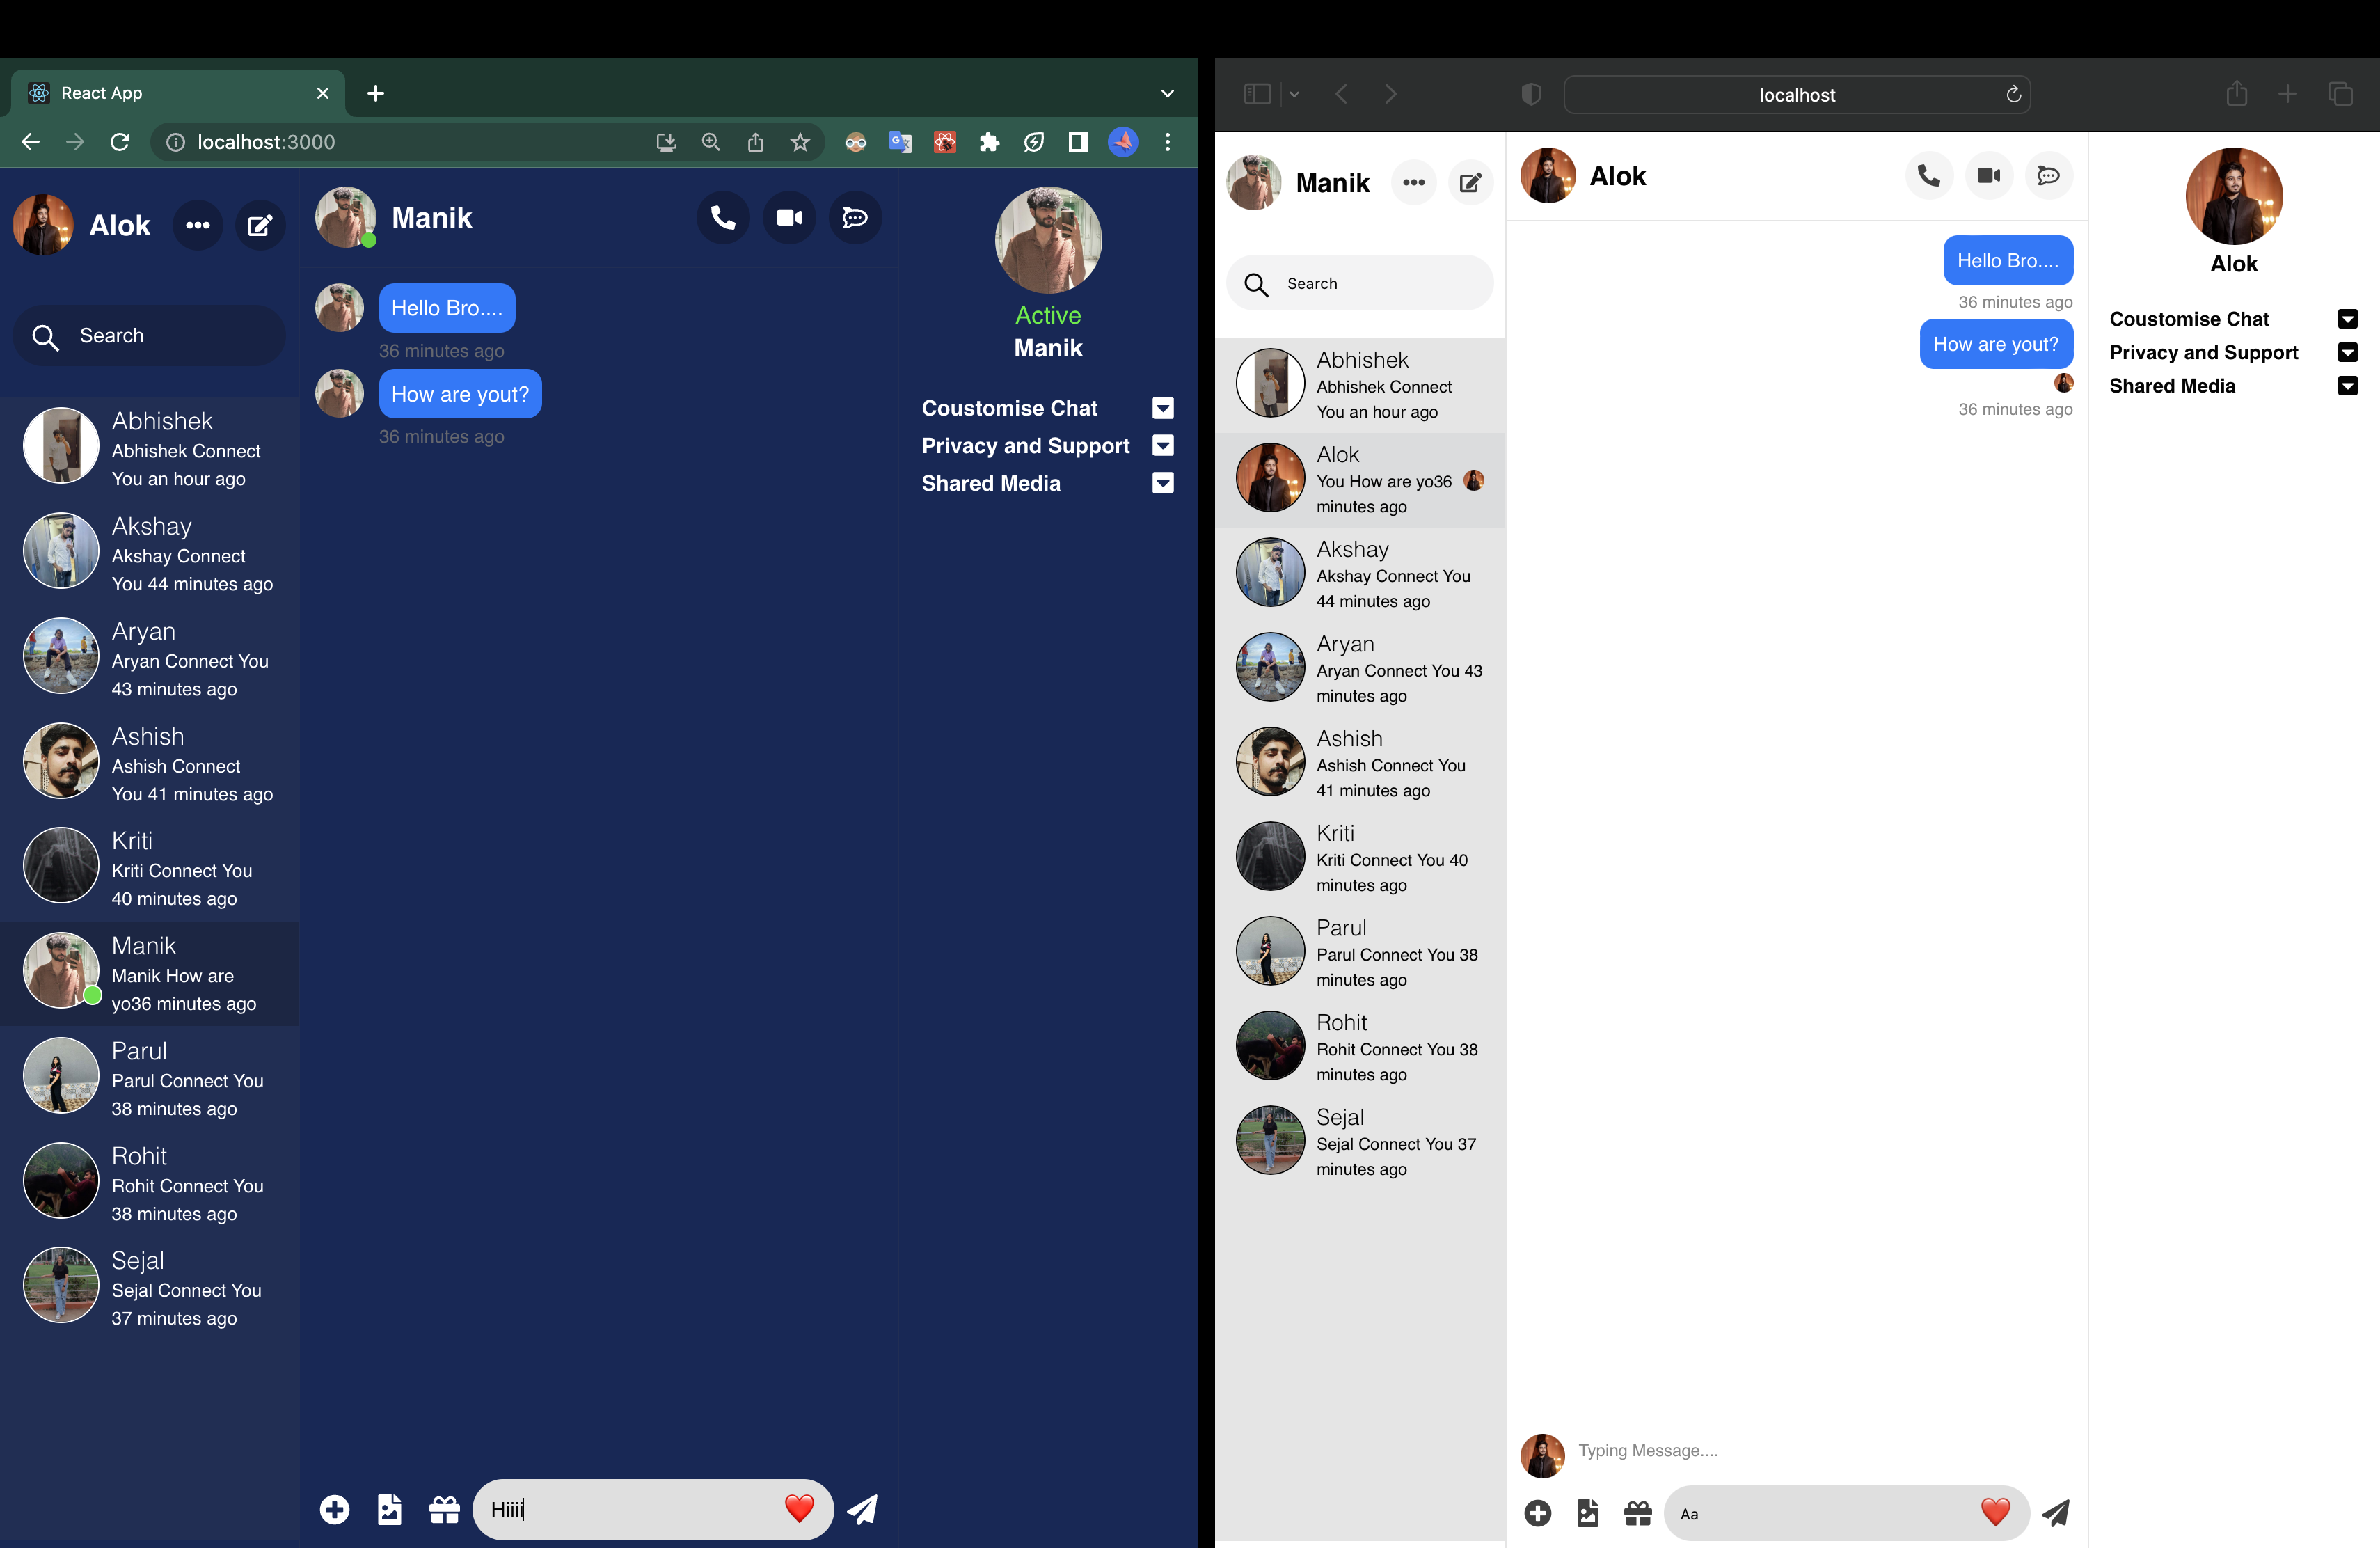 React App
localhost:3000
Alok
Search
Abhishek
Abhishek Connect
You an hour ago
Akshay
Akshay Connect
You 44 minutes ago
Aryan
Aryan Connect You
43 minutes ago
Ashish
Ashish Connect
You 41 minutes ago
Kriti
Kriti Connect You
40 minutes ago
Manik
Manik How are
yo36 minutes ago
Parul
Parul Connect You
38 minutes ago
Rohit
Rohit Connect You
38 minutes ago
Sejal
Sejal Connect You
37 minutes ago
Manik
Hello Bro....
36 minutes ago
How are yout?
36 minutes ago
Hiiii
Active
Manik
Coustomise Chat
Privacy and Support
Shared Media
localhost
Manik
Search
Abhishek
Abhishek Connect
You an hour ago
Alok
You How are yo36
minutes ago
Akshay
Akshay Connect You
44 minutes ago
Aryan
Aryan Connect You 43
minutes ago
Ashish
Ashish Connect You
41 minutes ago
Kriti
Kriti Connect You 40
minutes ago
Parul
Parul Connect You 38
minutes ago
Rohit
Rohit Connect You 38
minutes ago
Sejal
Sejal Connect You 37
minutes ago
Alok
Hello Bro....
36 minutes ago
How are yout?
36 minutes ago
Typing Message....
Aa
Alok
Coustomise Chat
Privacy and Support
Shared Media